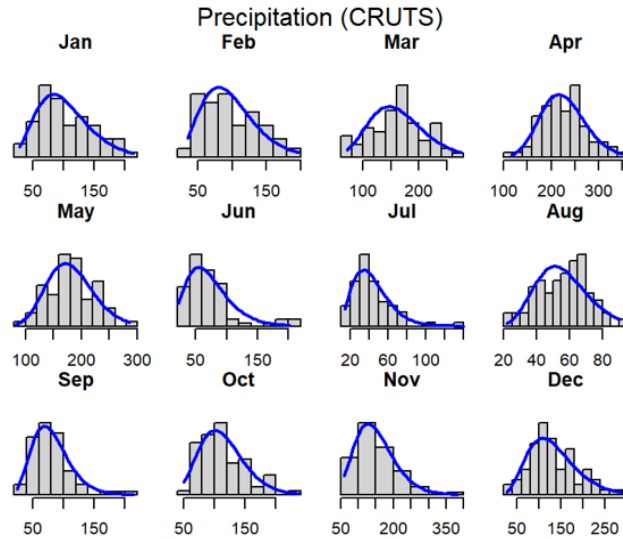 Precipitation (CRUTS)
Jan Feb Mar Apr
50 150 50 150 100 200 100 200 300
May Jun Jul Aug
100 200 300 50 150 20 60 100 20 40 60 80
Sep Oct Nov Dec
50 150 50 150 50 150 250 350 50 150 250